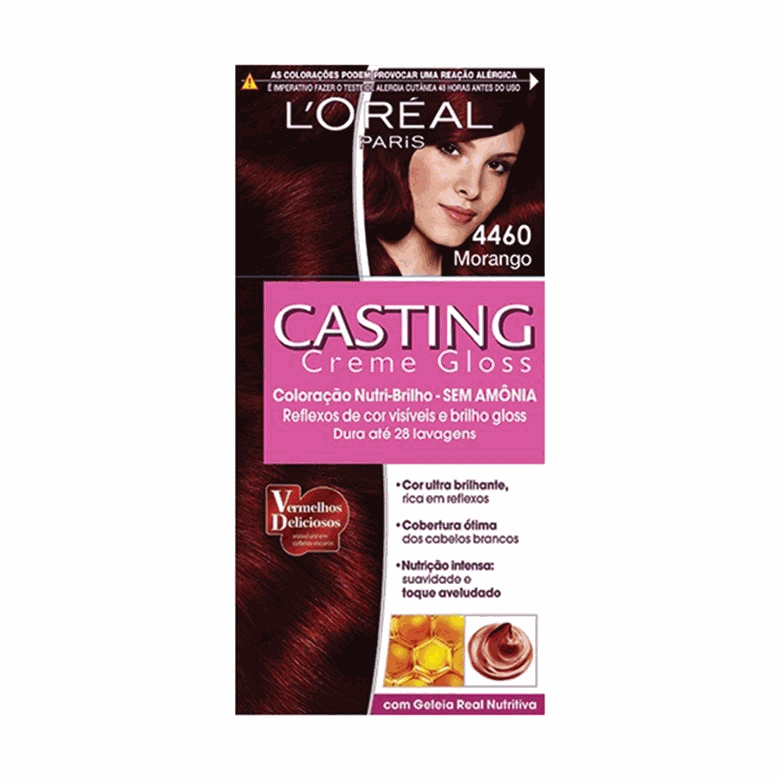 AS COLORAÇÕES PODEM PROVOCAR UMA REAÇÃO ALÉRGICA
É IMPERATIVO FAZER O TESTE DE ALERGIA CUTÂNEA 48 HORAS ANTES DO USO
L'ORÉAL
PARIS
4460
Morango
CASTING
Creme Gloss
Coloração Nutri-Brilho - SEM AMÔNIA
Reflexos de cor visíveis e brilho gloss
Dura até 28 lavagens
Vermelhos
Deliciosos
• Cor ultra brilhante,
rica em reflexos
• Cobertura ótima
dos cabelos brancos
• Nutrição intensa:
suavidade e
toque aveludado
com Geleia Real Nutritiva